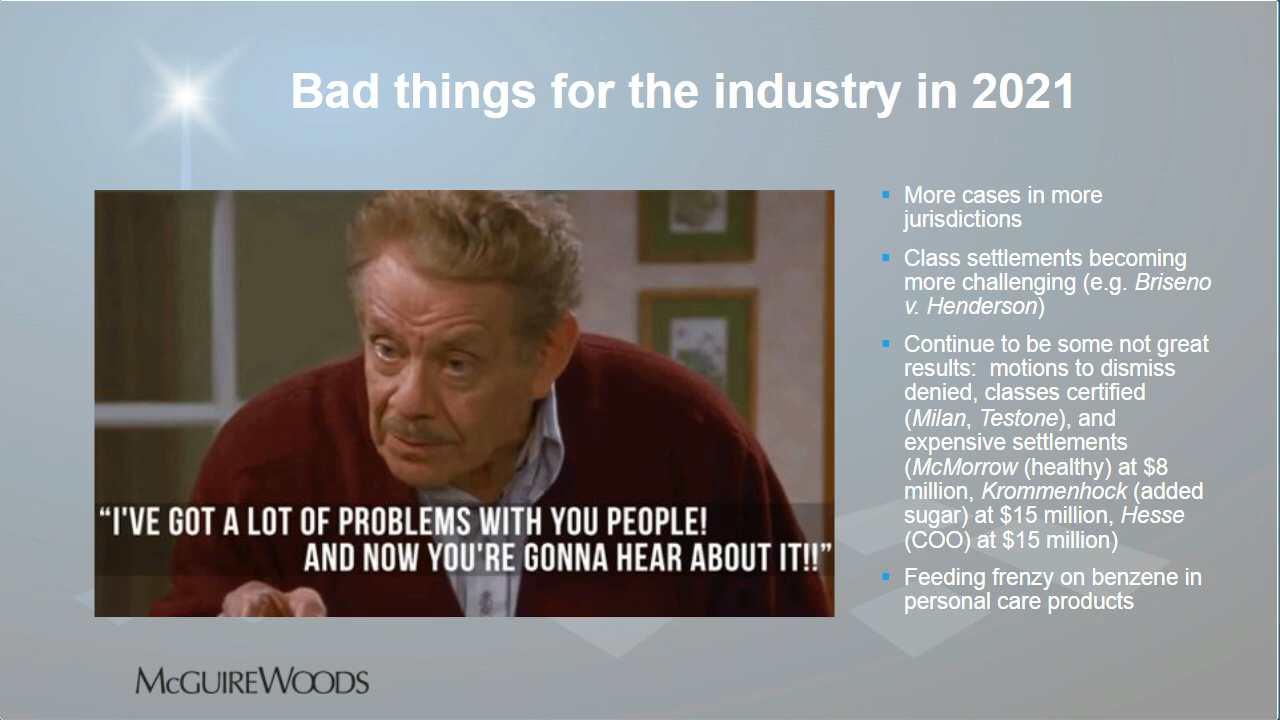 Bad things for the industry in 2021
“I'VE GOT A LOT OF PROBLEMS WITH YOU PEOPLE!
AND NOW YOU'RE GONNA HEAR ABOUT IT!!”
More cases in more
jurisdictions
Class settlements becoming
more challenging (e.g. Briseno
v. Henderson)
Continue to be some not great
results:  motions to dismiss
denied, classes certified
(Milan, Testone), and
expensive settlements
(McMorrow (healthy) at $8
million, Krommenhock (added
sugar) at $15 million, Hesse
(COO) at $15 million)
Feeding frenzy on benzene in
personal care products
McGUIREWOODS